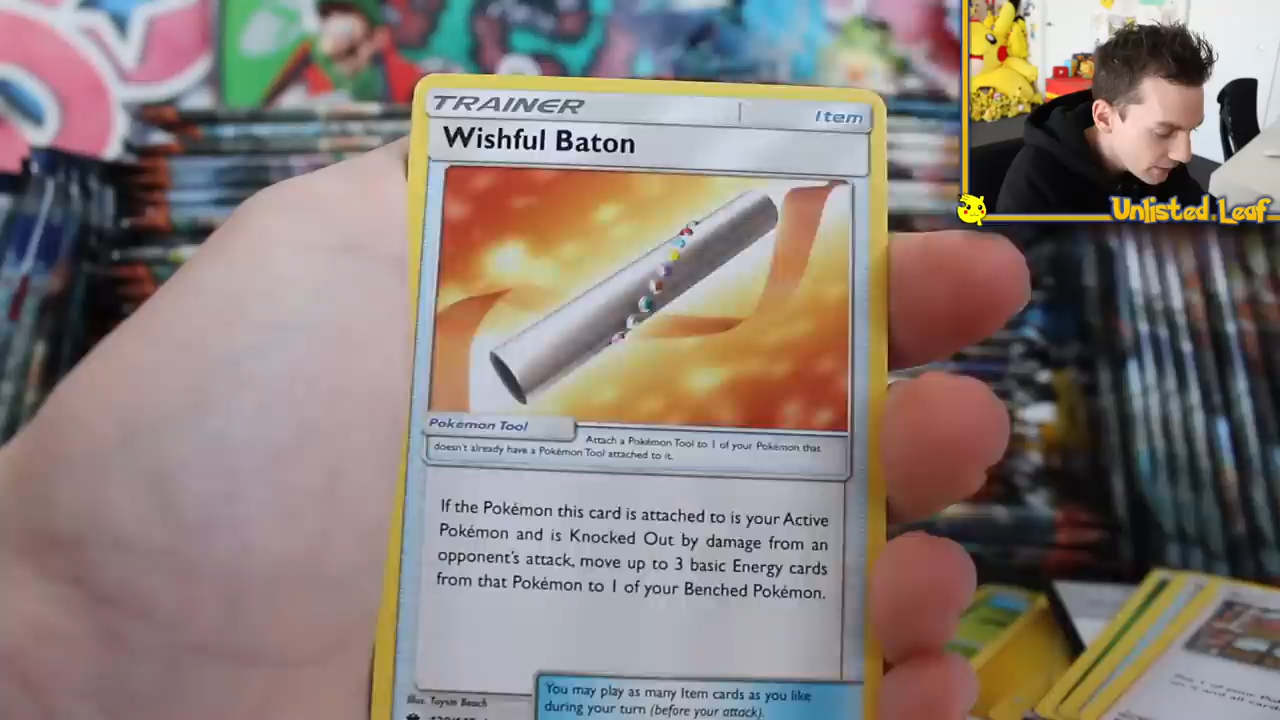 TRAINER
Item
Wishful Baton
Unlisted Leaf
Pokémon Tool
Attach a Pokémon Tool to 1 of your Pokémon that
doesn't already have a Pokémon Tool attached to it.
If the Pokémon this card is attached to is your Active
Pokémon and is Knocked Out by damage from an
opponent's attack, move up to 3 basic Energy cards
from that Pokémon to 1 of your Benched Pokémon.
You may play as many Item cards as you like
during your turn (before your attack).
Illus. Toyste Beach